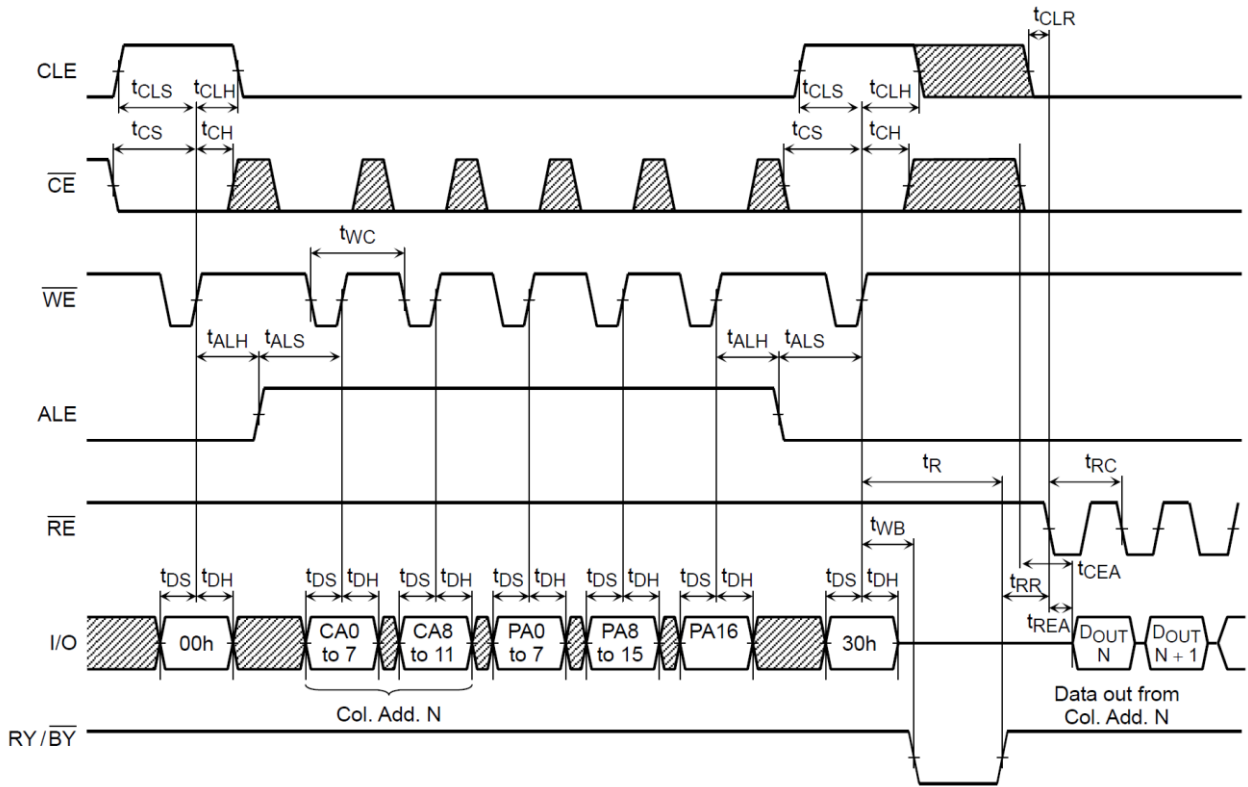 tCLR
CLE
tCLS tCLH tCLS tCLH
tCS tCH tCS tCH
CE
tWC
WE
tALH tALS tALH tALS
ALE
tR tRC
RE
tWB
tDS tDH tDS tDH tDS tDH tDS tDH tDS tDH tDS tDH tDS tDH tRR tCEA
tREA
I/O 00h CA0 to 7 CA8 to 11 PA0 to 7 PA8 to 15 PA16 30h DOUT N DOUT N + 1
Col. Add. N
Data out from
Col. Add. N
RY / BY